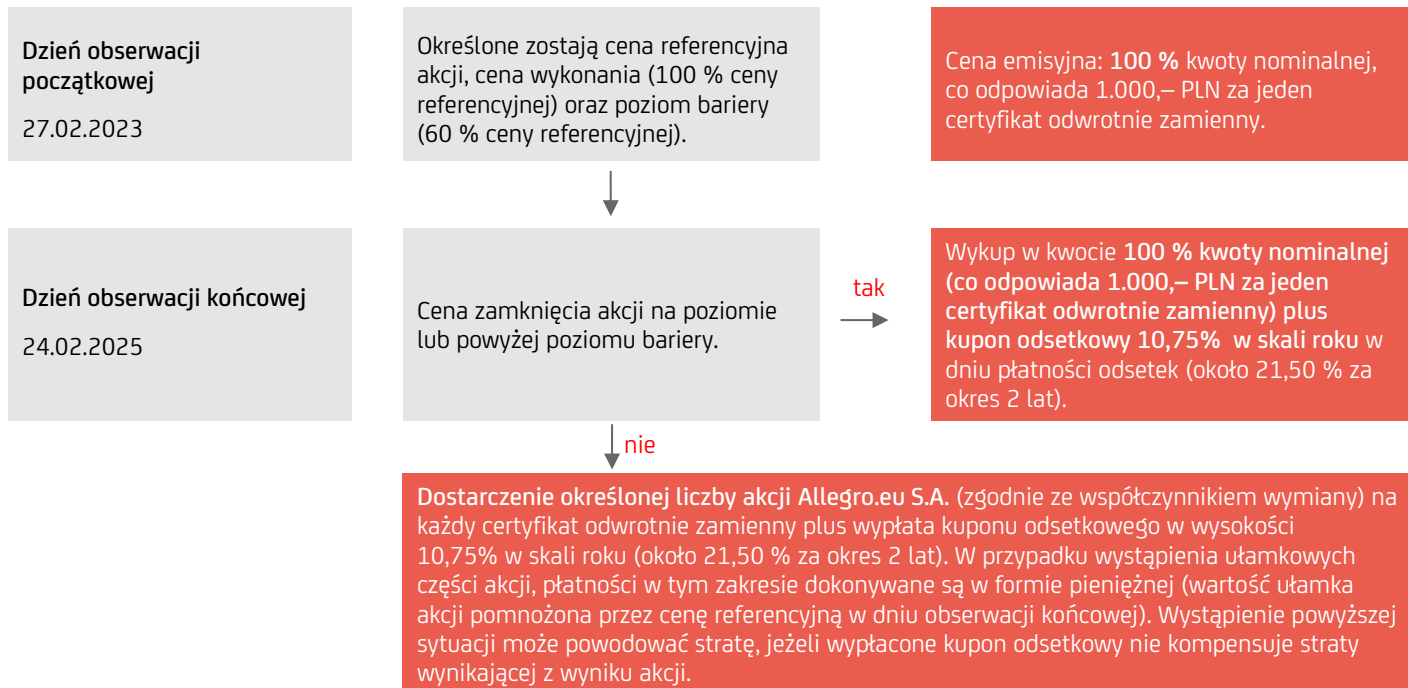 Dzień obserwacji
początkowej
27.02.2023
Określone zostają cena referencyjna
akcji, cena wykonania (100 % ceny
referencyjnej) oraz poziom bariery
(60 % ceny referencyjnej).
Cena emisyjna: 100 % kwoty nominalnej,
co odpowiada 1.000,– PLN za jeden
certyfikat odwrotnie zamienny.
Dzień obserwacji końcowej
24.02.2025
Cena zamknięcia akcji na poziomie
lub powyżej poziomu bariery.
tak
Wykup w kwocie 100 % kwoty nominalnej
(co odpowiada 1.000,– PLN za jeden
certyfikat odwrotnie zamienny) plus
kupon odsetkowy 10,75% w skali roku w
dniu płatności odsetek (około 21,50 % za
okres 2 lat).
nie
Dostarczenie określonej liczby akcji Allegro.eu S.A. (zgodnie ze współczynnikiem wymiany) na
każdy certyfikat odwrotnie zamienny plus wypłata kuponu odsetkowego w wysokości
10,75% w skali roku (około 21,50 % za okres 2 lat). W przypadku wystąpienia ułamkowych
części akcji, płatności w tym zakresie dokonywane są w formie pieniężnej (wartość ułamka
akcji pomnożona przez cenę referencyjną w dniu obserwacji końcowej). Wystąpienie powyższej
sytuacji może powodować stratę, jeżeli wypłacone kupon odsetkowy nie kompensuje straty
wynikającej z wyniku akcji.